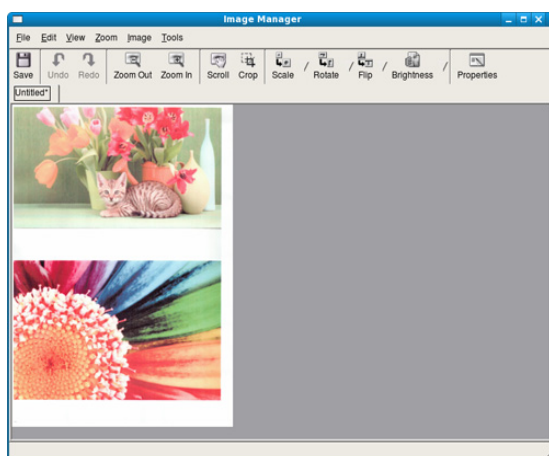 Image Manager
File Edit View Zoom Image Tools
Save Undo Redo Zoom Out Zoom In Scroll Crop Scale / Rotate / Flip / Brightness / Properties
Untitled*